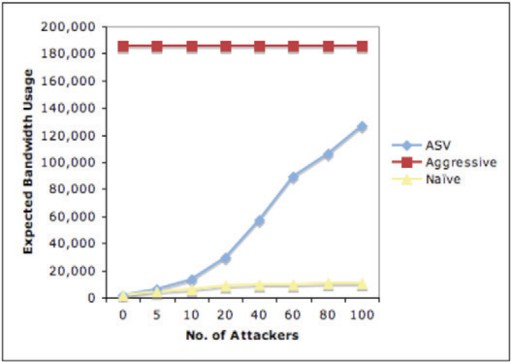 200,000
180,000
160,000
140,000
120,000
100,000
80,000
60,000
40,000
20,000
0
Expected Bandwidth Usage
0 5 10 20 40 60 80 100
No. of Attackers
ASV
Aggressive
Naïve